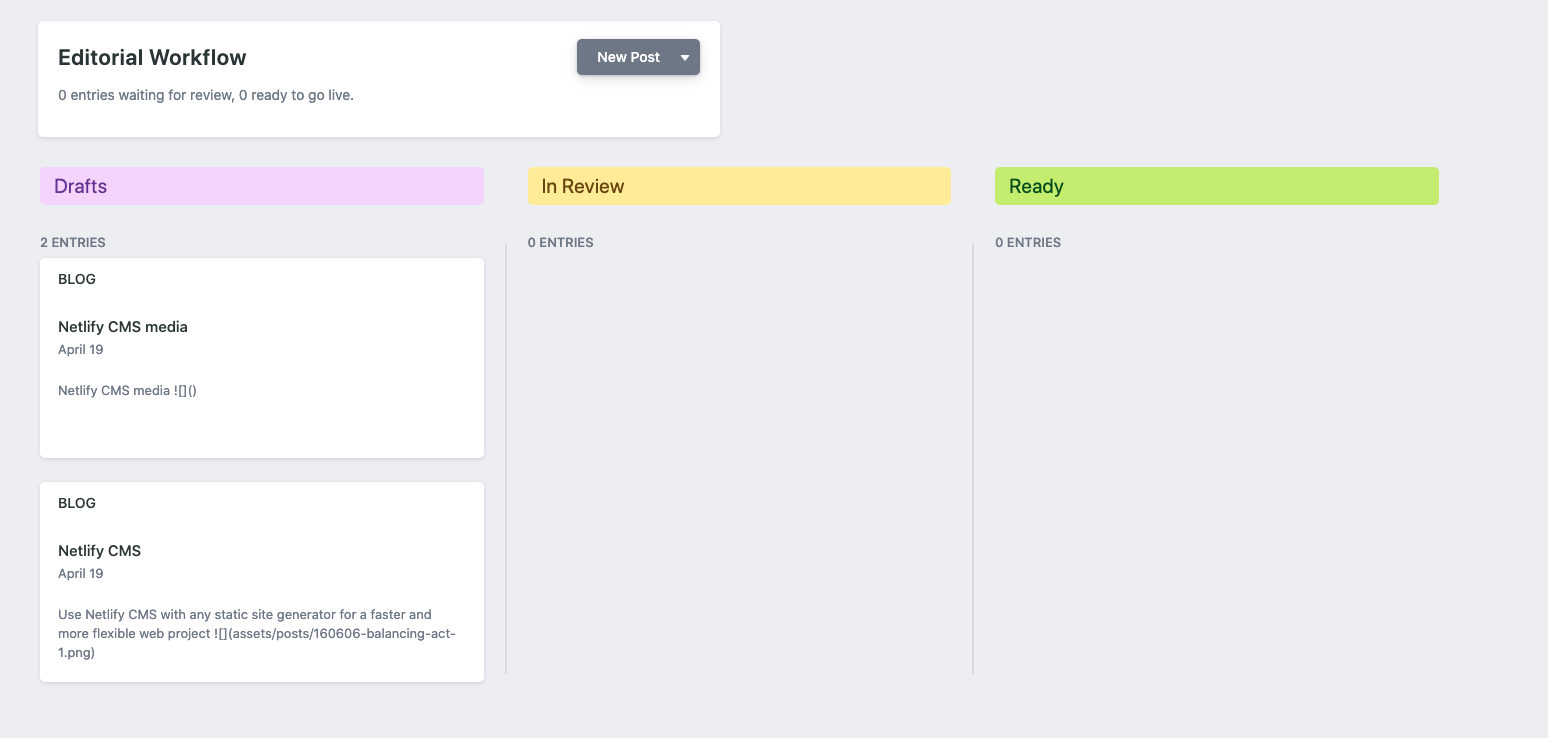 Editorial Workflow
New Post
0 entries waiting for review, 0 ready to go live.
Drafts
In Review
Ready
2 ENTRIES
0 ENTRIES
0 ENTRIES
BLOG
Netlify CMS media
April 19
Netlify CMS media ![]()
BLOG
Netlify CMS
April 19
Use Netlify CMS with any static site generator for a faster and
more flexible web project ![](assets/posts/160606-balancing-act-
1.png)